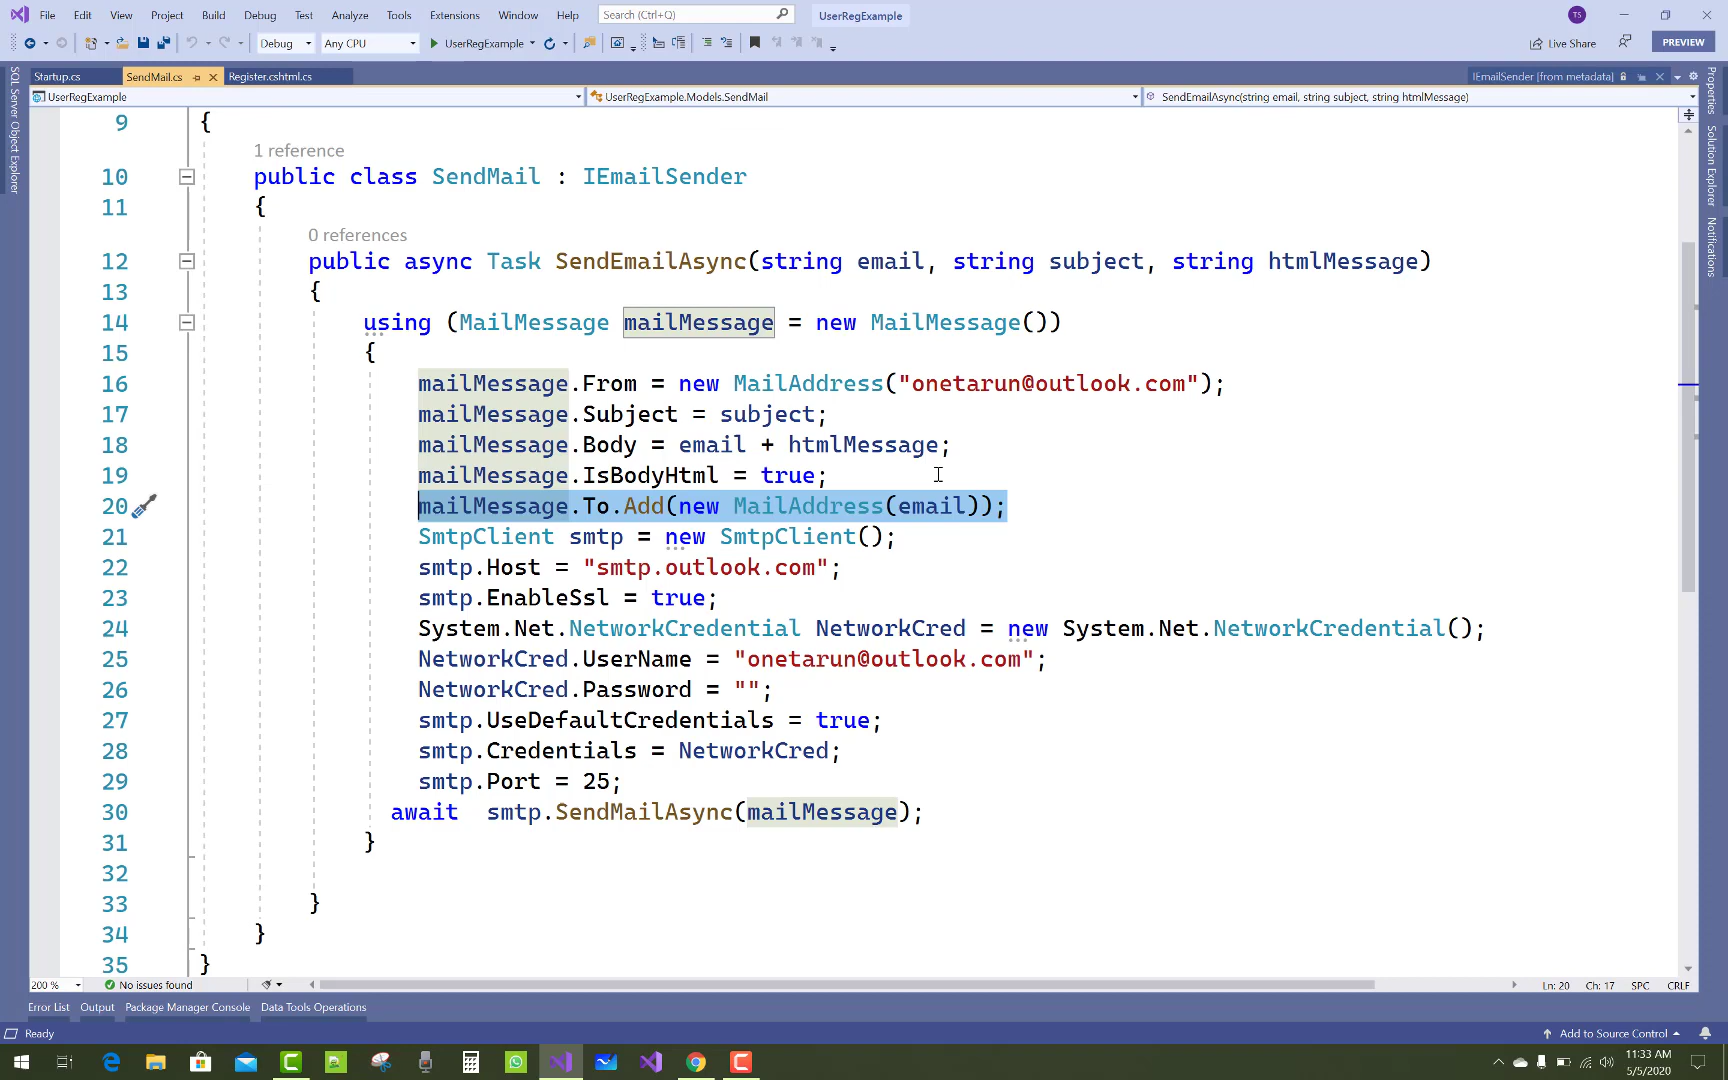 File Edit View Project Build Debug Test Analyze Tools Extensions Window Help Search (Ctrl+Q) UserRegExample TS
Debug Any CPU UserRegExample Live Share PREVIEW
Startup.cs SendMail.cs Register.cshtml.cs IEmailSender [from metadata]
UserRegExample UserRegExample.Models.SendMail SendEmailAsync(string email, string subject, string htmlMessage)
SQL Server Object Explorer
Properties
Solution Explorer
Notifications
9 {
1 reference
10 public class SendMail : IEmailSender
11 {
0 references
12 public async Task SendEmailAsync(string email, string subject, string htmlMessage)
13 {
14 using (MailMessage mailMessage = new MailMessage())
15 {
16 mailMessage.From = new MailAddress("onetarun@outlook.com");
17 mailMessage.Subject = subject;
18 mailMessage.Body = email + htmlMessage;
19 mailMessage.IsBodyHtml = true;
20 mailMessage.To.Add(new MailAddress(email));
21 SmtpClient smtp = new SmtpClient();
22 smtp.Host = "smtp.outlook.com";
23 smtp.EnableSsl = true;
24 System.Net.NetworkCredential NetworkCred = new System.Net.NetworkCredential();
25 NetworkCred.UserName = "onetarun@outlook.com";
26 NetworkCred.Password = "";
27 smtp.UseDefaultCredentials = true;
28 smtp.Credentials = NetworkCred;
29 smtp.Port = 25;
30 await smtp.SendMailAsync(mailMessage);
31 }
32
33 }
34 }
35 }
200 % No issues found Ln: 20 Ch: 17 SPC CRLF
Error List Output Package Manager Console Data Tools Operations
Ready Add to Source Control
11:33 AM
5/5/2020